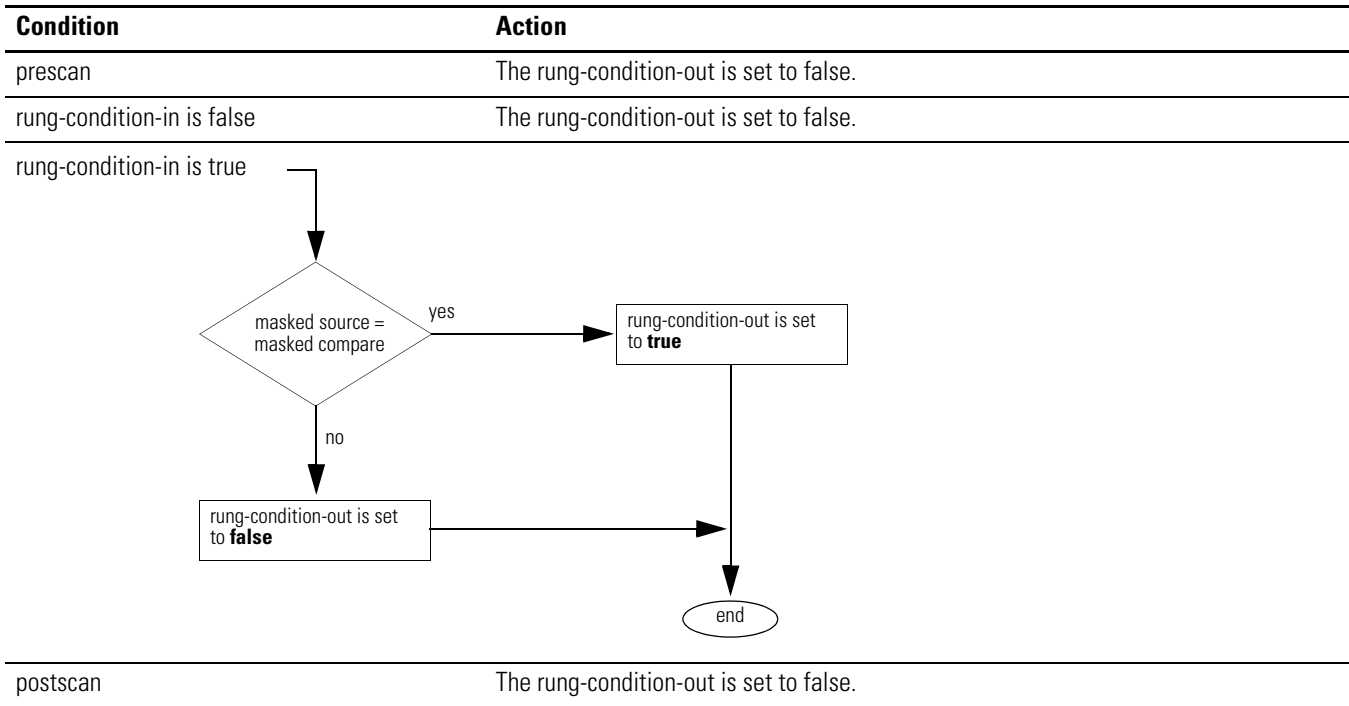 Condition Action
prescan The rung-condition-out is set to false.
rung-condition-in is false The rung-condition-out is set to false.
rung-condition-in is true
masked source =
masked compare
yes
rung-condition-out is set
to true
no
rung-condition-out is set
to false
end
postscan The rung-condition-out is set to false.